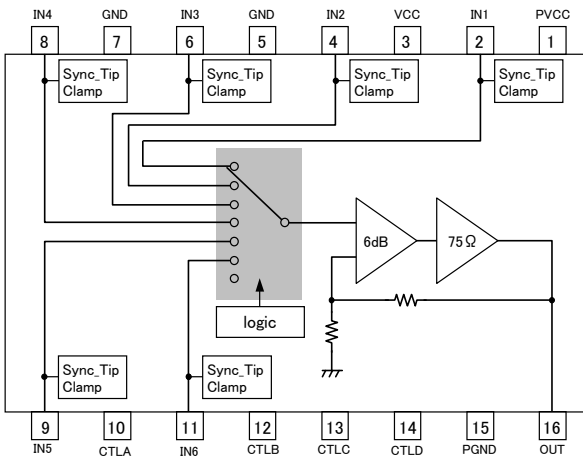 IN4 GND IN3 GND IN2 VCC IN1 PVCC
8 7 6 5 4 3 2 1
Sync_Tip
Clamp
Sync_Tip
Clamp
Sync_Tip
Clamp
Sync_Tip
Clamp
6dB
75Ω
logic
Sync_Tip
Clamp
Sync_Tip
Clamp
9 10 11 12 13 14 15 16
IN5 CTLA IN6 CTLB CTLC CTLD PGND OUT